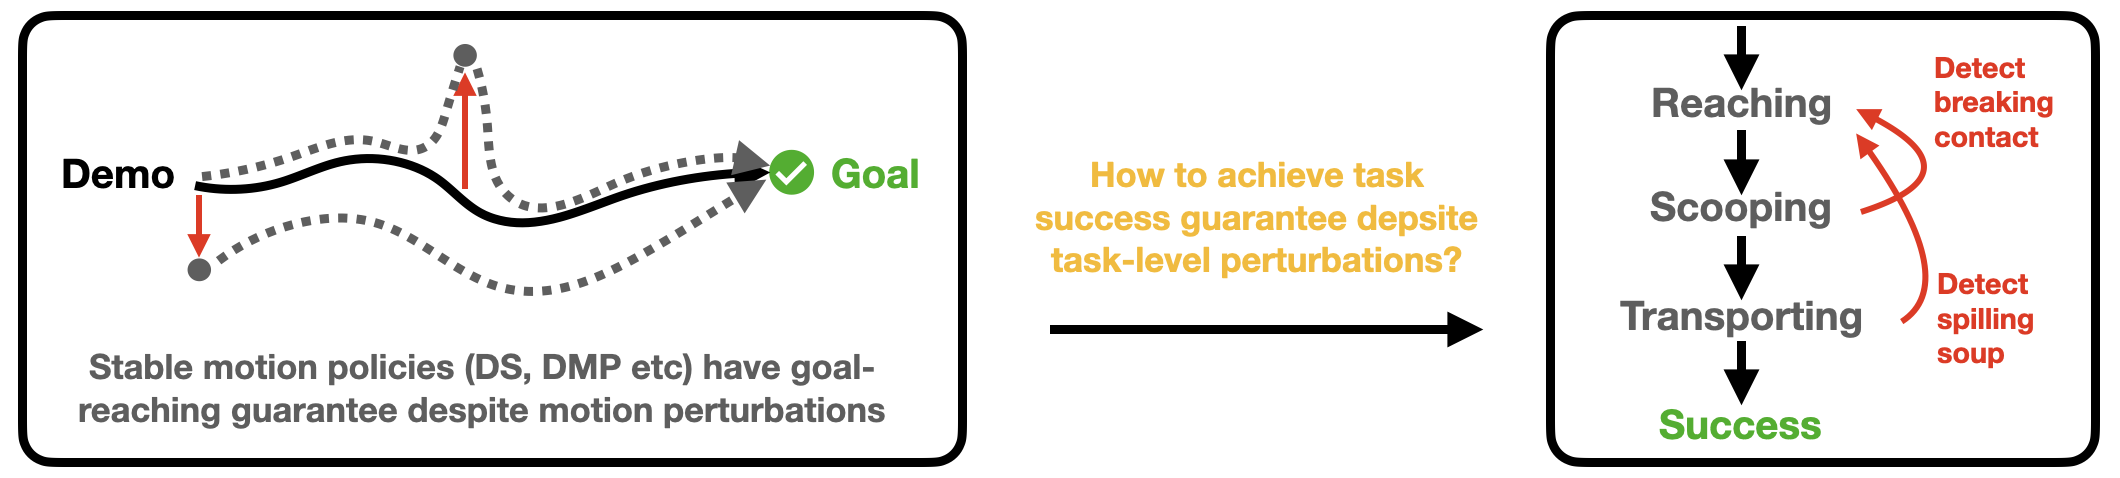 Demo
Goal
Stable motion policies (DS, DMP etc) have goal-
reaching guarantee despite motion perturbations
How to achieve task
success guarantee depsite
task-level perturbations?
Reaching
Scooping
Transporting
Success
Detect
breaking
contact
Detect
spilling
soup